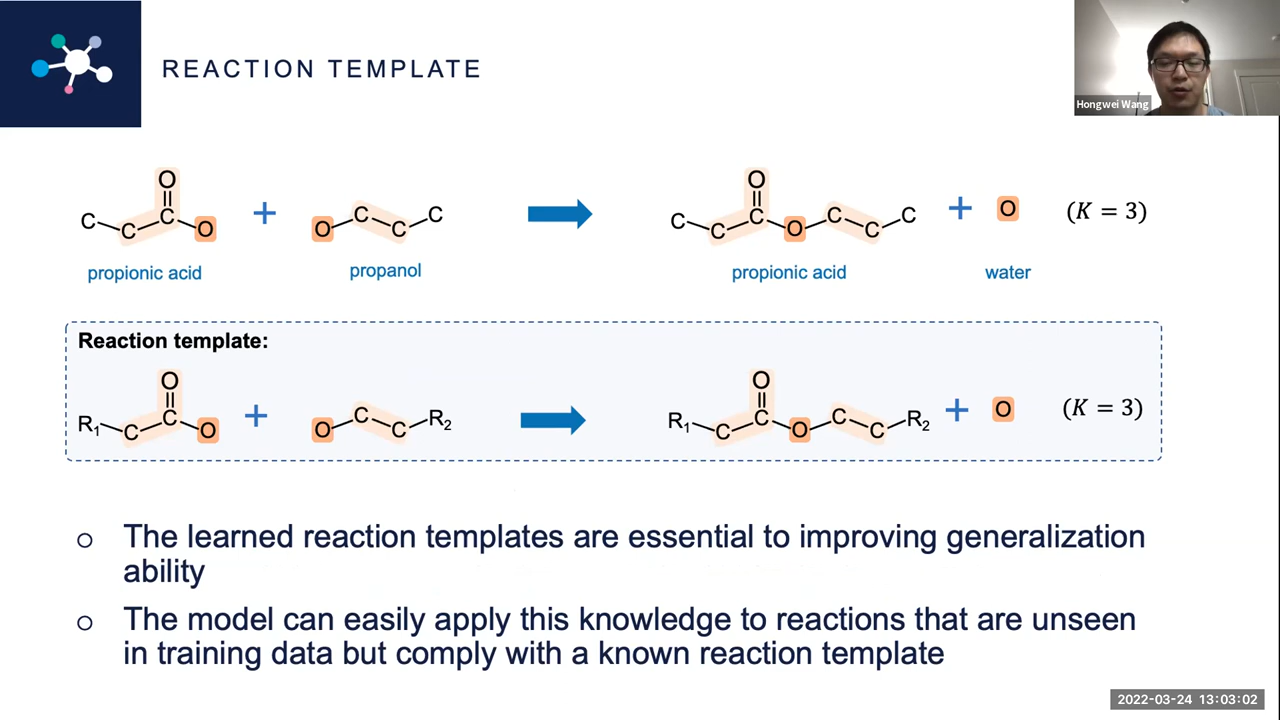 REACTION TEMPLATE
Hongwei Wang
C C C O O + O C C C C C C O O C C C + O (K = 3)
propionic acid propanol propionic acid water
Reaction template:
R1 C C O O + O C C R2 R1 C C O O C C R2 + O (K = 3)
○ The learned reaction templates are essential to improving generalization
ability
○ The model can easily apply this knowledge to reactions that are unseen
in training data but comply with a known reaction template
2022-03-24 13:03:02